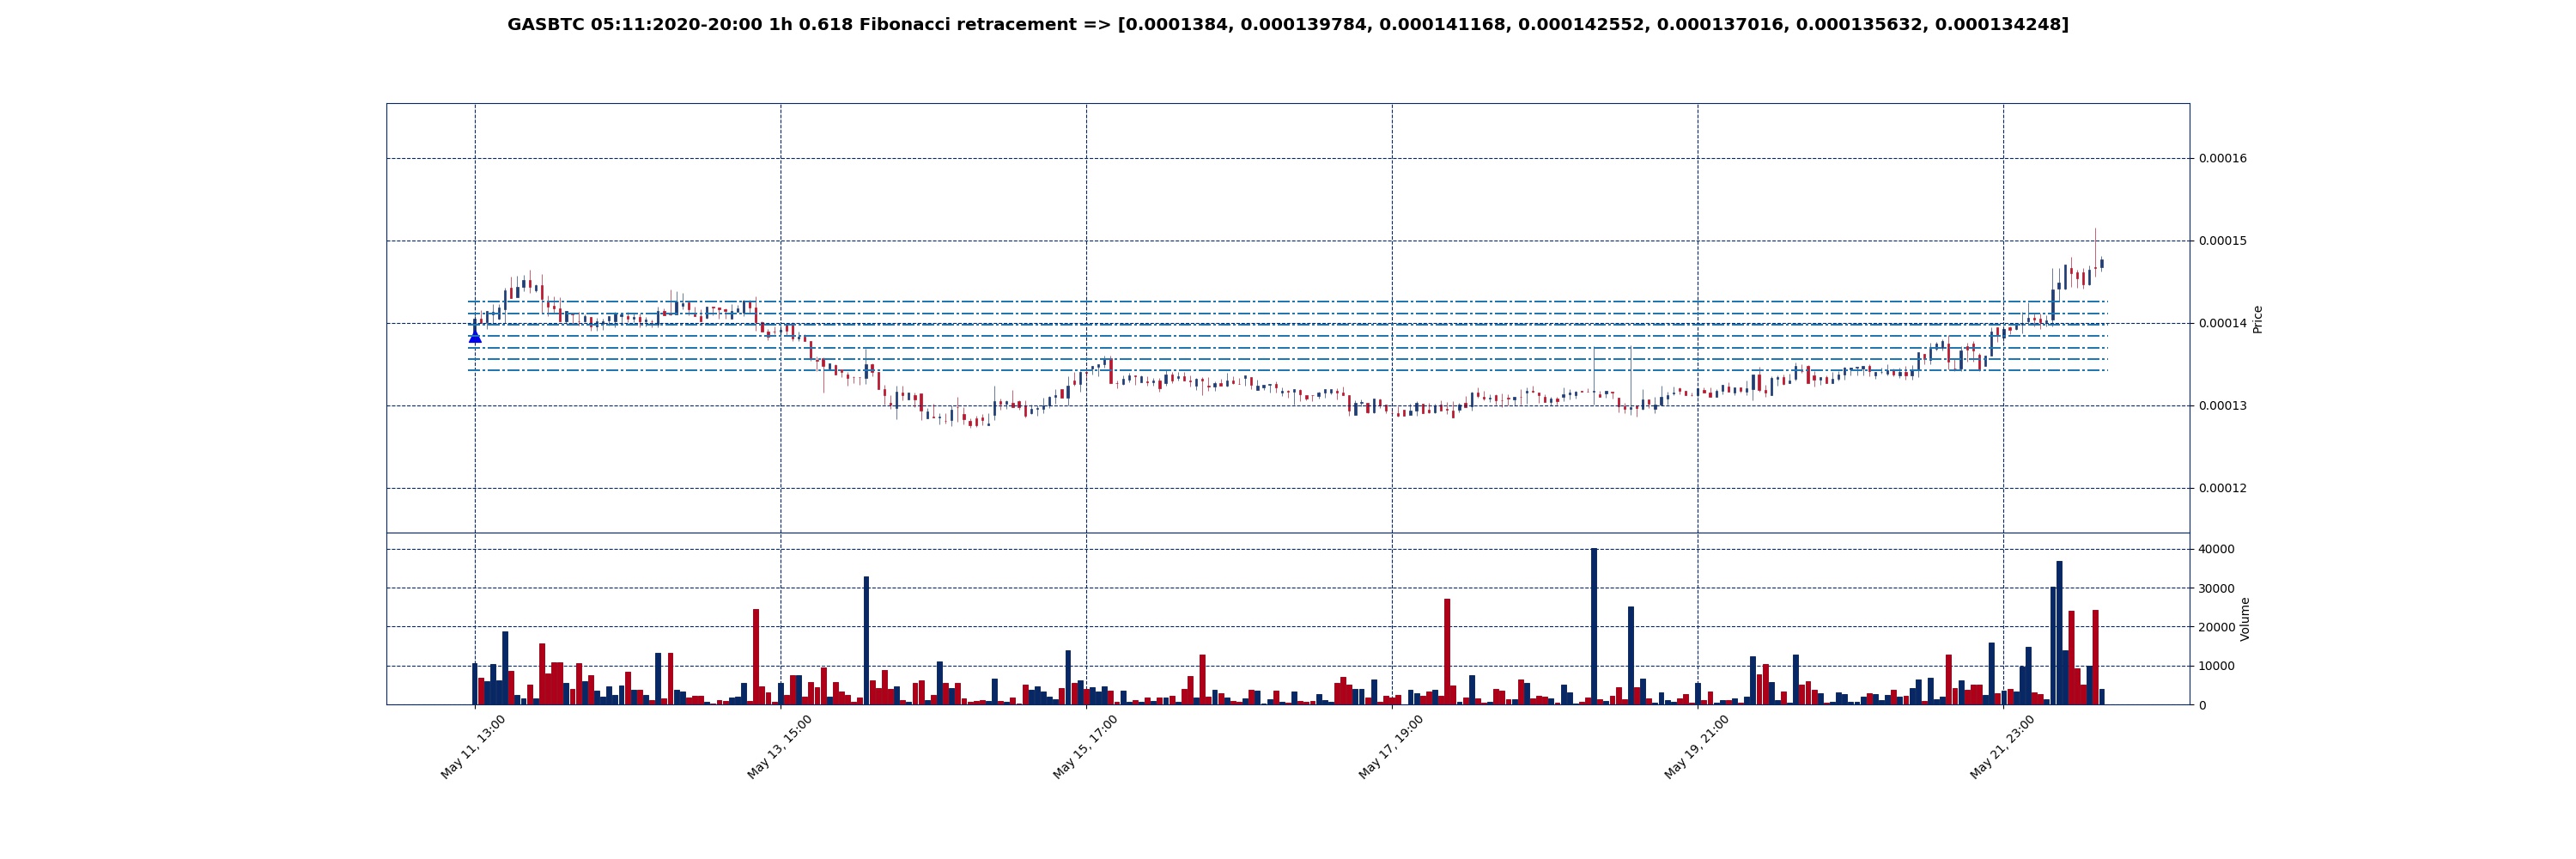 GASBTC 05:11:2020-20:00 1h 0.618 Fibonacci retracement => [0.0001384, 0.000139784, 0.000141168, 0.000142552, 0.000137016, 0.000135632, 0.000134248]
0.00016
0.00015
0.00014
0.00013
0.00012
Price
40000
30000
20000
10000
0
Volume
May 11, 13:00
May 13, 15:00
May 15, 17:00
May 17, 19:00
May 19, 21:00
May 21, 23:00